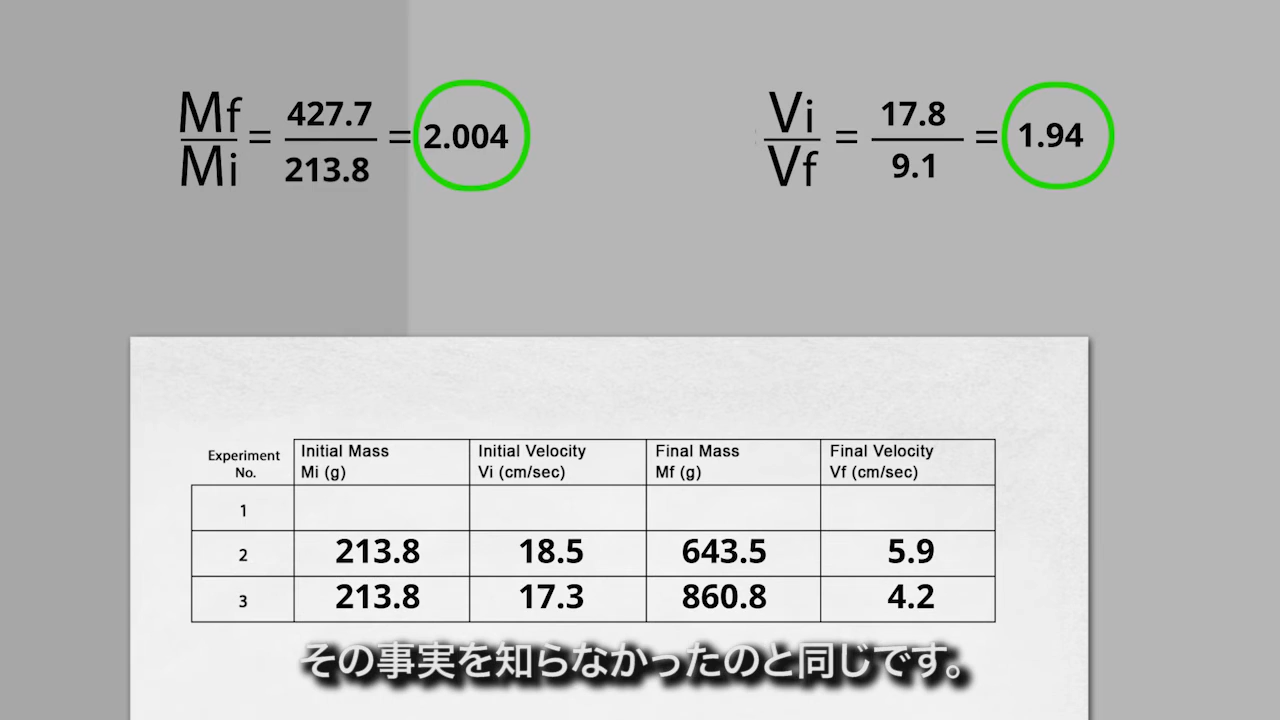 Mf/Mi = 427.7/213.8 = 2.004
Vi/Vf = 17.8/9.1 = 1.94
Experiment No. Initial Mass Mi (g) Initial Velocity Vi (cm/sec) Final Mass Mf (g) Final Velocity Vf (cm/sec)
1
2 213.8 18.5 643.5 5.9
3 213.8 17.3 860.8 4.2
その事実を知らなかったのと同じです。